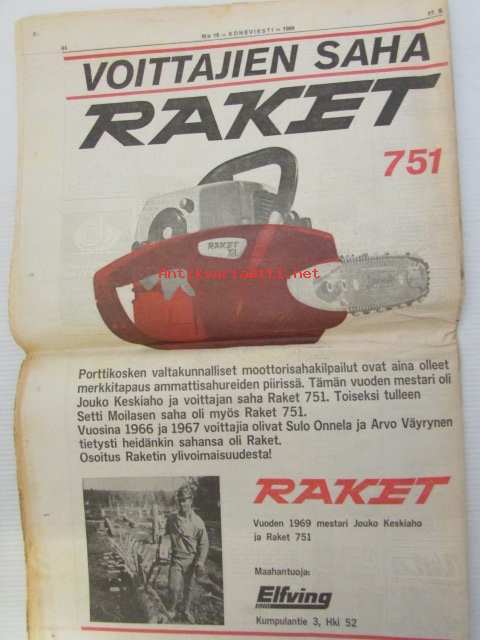 No 16 — KONEVIESTI — 1969
VOITTAJIEN SAHA
RAKET
751
RAKET
Antikvariaatti.net
Porttikosken valtakunnalliset moottorisahakilpailut ovat aina olleet
merkkitapaus ammattisahureiden piirissä. Tämän vuoden mestari oli
Jouko Keskiaho ja voittajan saha Raket 751. Toiseksi tulleen
Setti Moilasen saha oli myös Raket 751.
Vuosina 1966 ja 1967 voittajia olivat Sulo Onnela ja Arvo Väyrynen
tietysti heidänkin sahansa oli Raket.
Osoitus Raketin ylivoimaisuudesta!
RAKET
Vuoden 1969 mestari Jouko Keskiaho
ja Raket 751
Maahantuoja:
Elfving
Kumpulantie 3, Hki 52